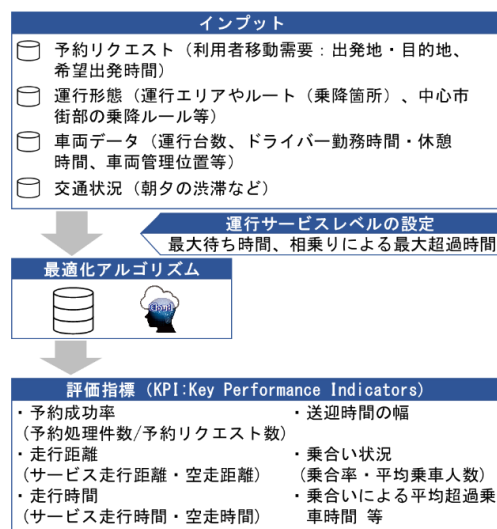 インプット
予約リクエスト（利用者移動需要：出発地・目的地、
希望出発時間）
運行形態（運行エリアやルート（乗降箇所）、中心市
街部の乗降ルール等）
車両データ（運行台数、ドライバー勤務時間・休憩
時間、車両管理位置等）
交通状況（朝夕の渋滞など）
運行サービスレベルの設定
最大待ち時間、相乗りによる最大超過時間
最適化アルゴリズム
Cloud
評価指標（KPI:Key Performance Indicators）
・予約成功率
（予約処理件数/予約リクエスト数）
・走行距離
（サービス走行距離・空走距離）
・走行時間
（サービス走行時間・空走時間）
・送迎時間の幅
・乗合い状況
（乗合率・平均乗車人数）
・乗合いによる平均超過乗
車時間 等